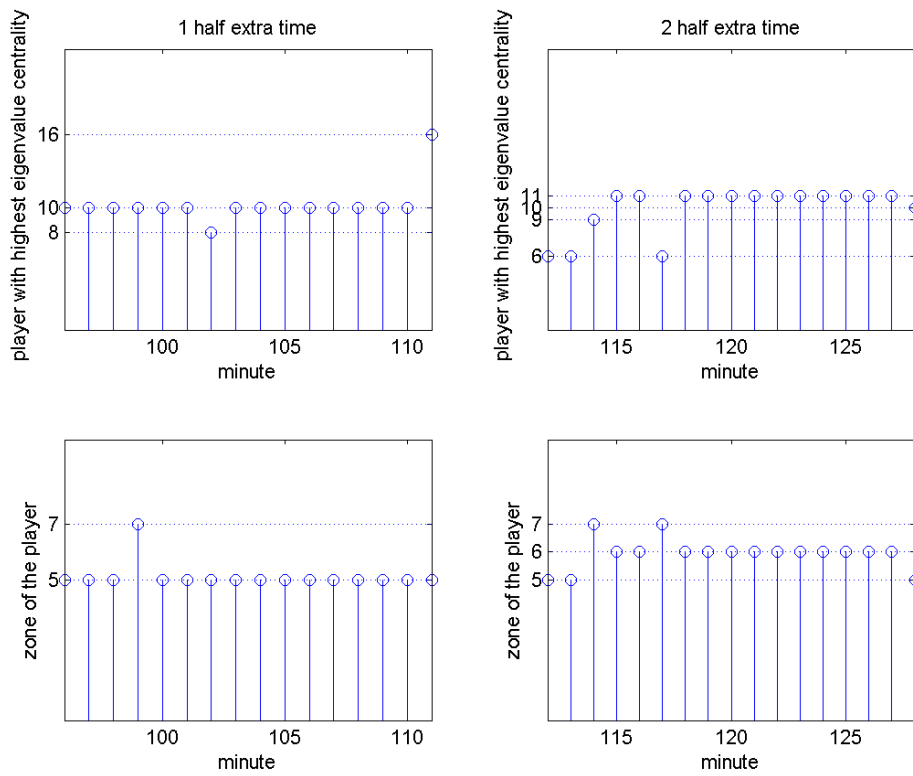 1 half extra time
player with highest eigenvalue centrality
16
10
8
100
105
110
minute
2 half extra time
player with highest eigenvalue centrality
11
10
9
6
115
120
125
minute
zone of the player
7
5
100
105
110
minute
zone of the player
7
6
5
115
120
125
minute